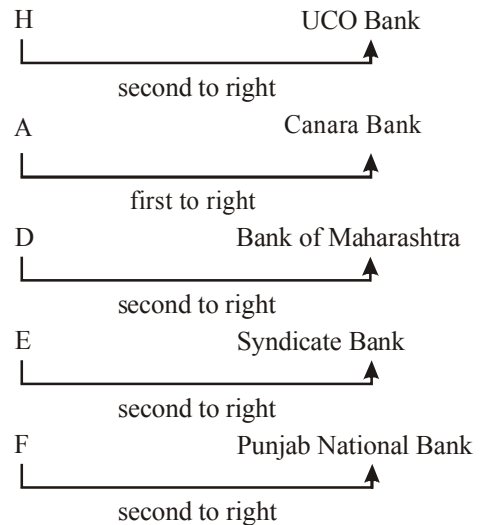 H UCO Bank
second to right
A Canara Bank
first to right
D Bank of Maharashtra
second to right
E Syndicate Bank
second to right
F Punjab National Bank
second to right